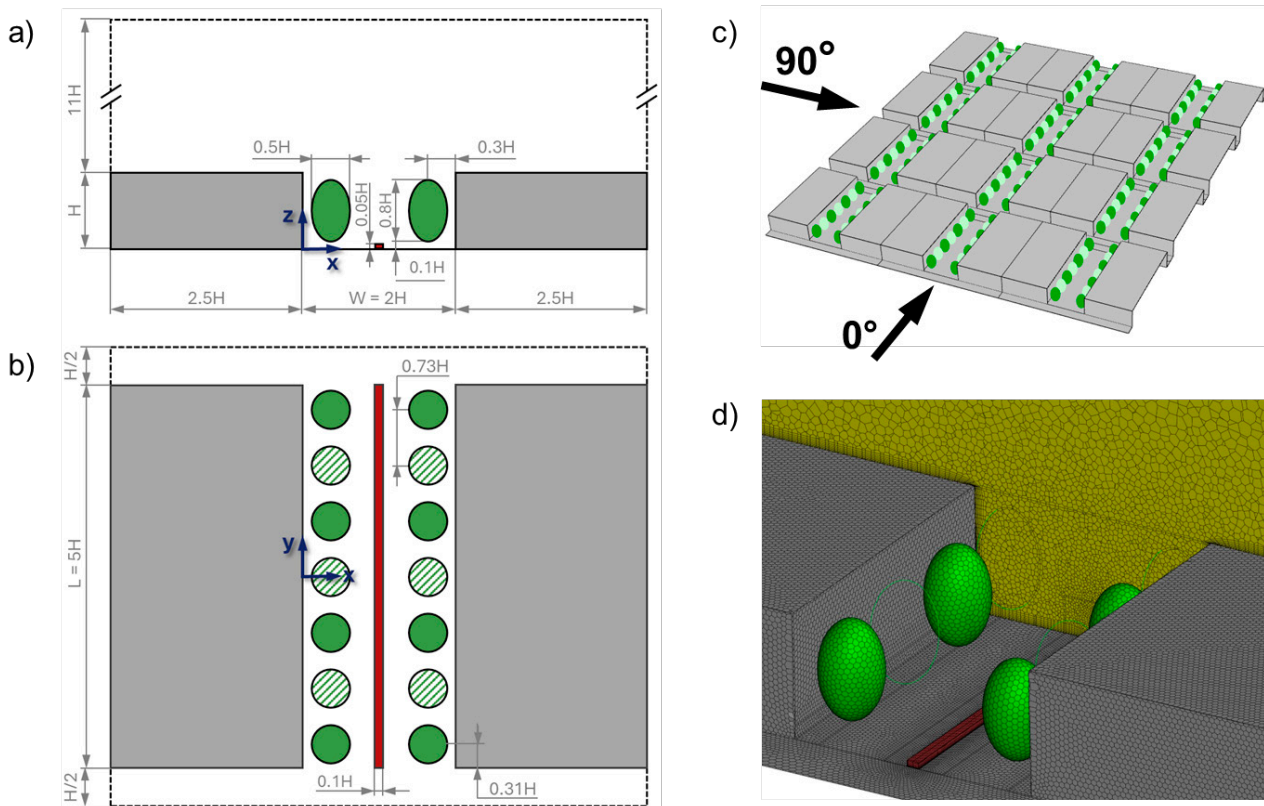 a)
11H
0.5H
0.3H
H
z
x
0.05H
0.8H
0.1H
2.5H
W = 2H
2.5H
b)
H/2
0.73H
L = 5H
y
x
0.1H
0.31H
H/2
c)
90°
0°
d)